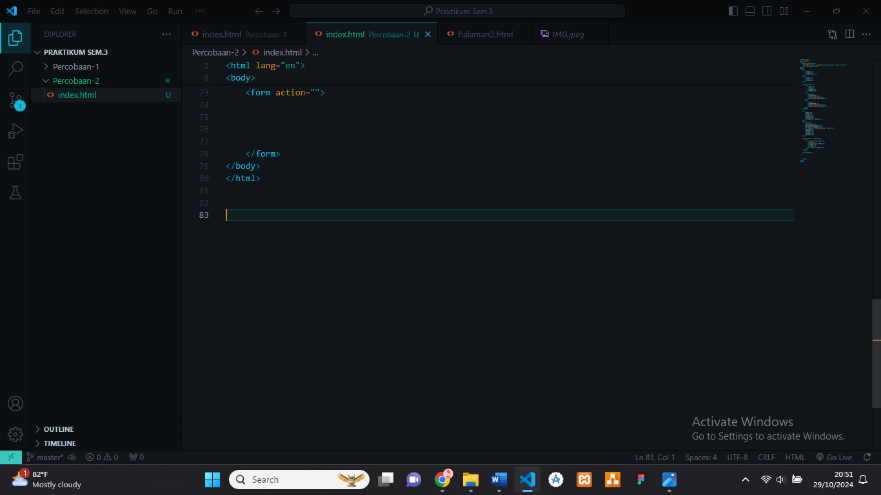 File Edit Selection View Go Run ··· Praktikum Sem.3
EXPLORER ···
index.html Percobaan-1
index.html Percobaan-2 U
halaman2.html
IMG.jpeg
PRAKTIKUM SEM.3
Percobaan-1
Percobaan-2
index.html U
Percobaan-2 > index.html > ...
2 <html lang="en">
8 <body>
73 <form action="">
74
75
76
77
78 </form>
79 </body>
80 </html>
81
82
83
OUTLINE
TIMELINE
1
Activate Windows
Go to Settings to activate Windows.
master* 0 0 0 Ln 83, Col 1 Spaces: 4 UTF-8 CRLF HTML Go Live
1
82°F
Mostly cloudy
Search
20:51
29/10/2024